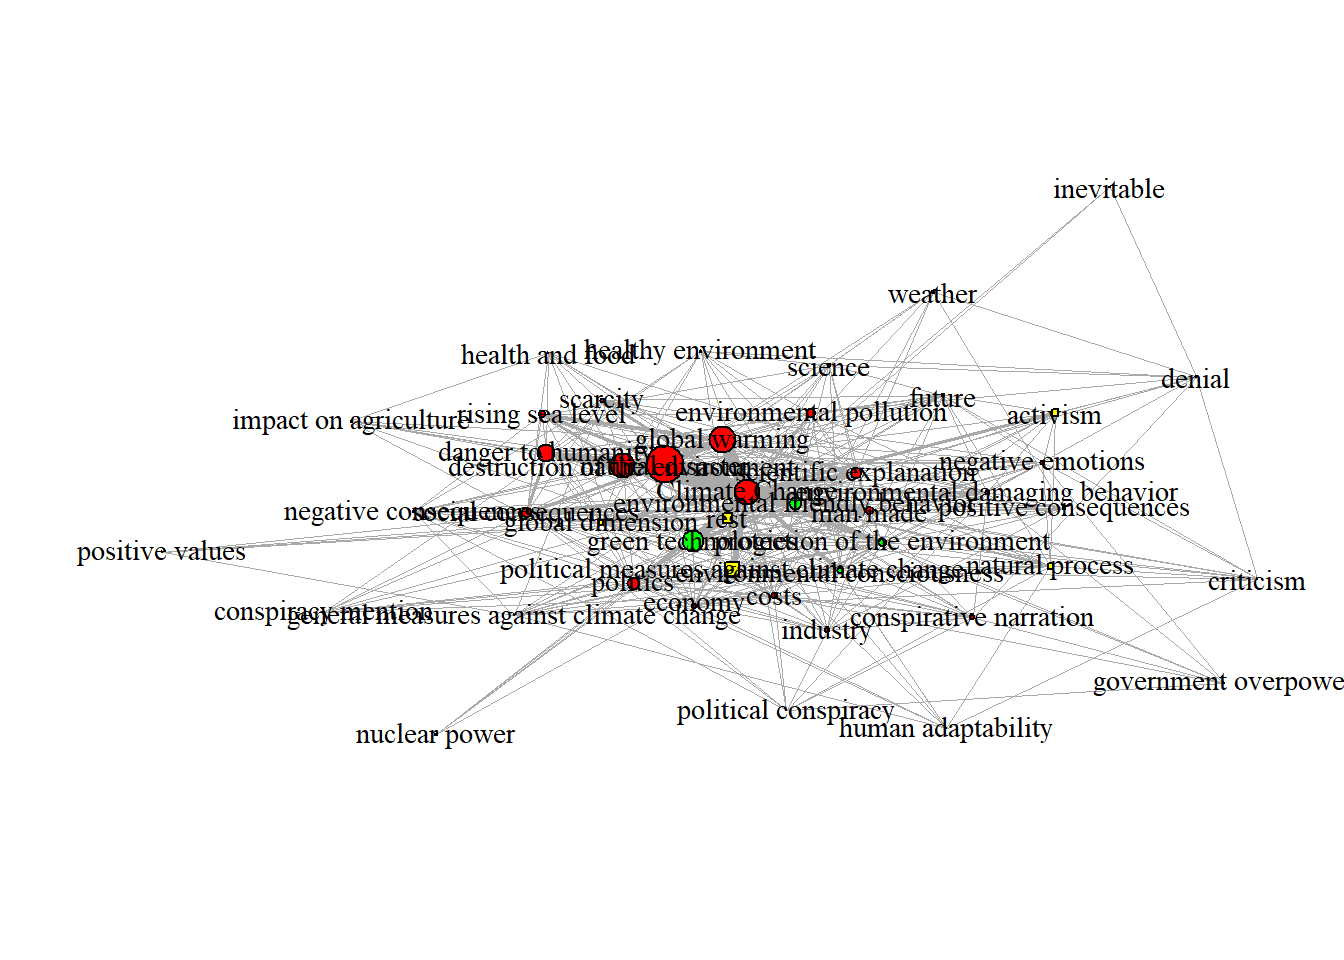 inevitable
weather
healthy environment
health and food
science
denial
scarcity
future
rising sea level
environmental pollution
activism
impact on agriculture
global warming
danger to humanity
negative emotions
destruction of the environment
natural disaster
scientific explanation
Climate Change
environmental damaging behavior
environmental friendly behavior
positive consequences
negative consequences
social consequences
man made
global dimension
rest
green technologies
protection of the environment
positive values
natural process
political measures against climate change
environmental consciousness
politics
criticism
costs
economy
conspiracy mention
general measures against climate change
conspirative narration
industry
government overpowe
political conspiracy
human adaptability
nuclear power